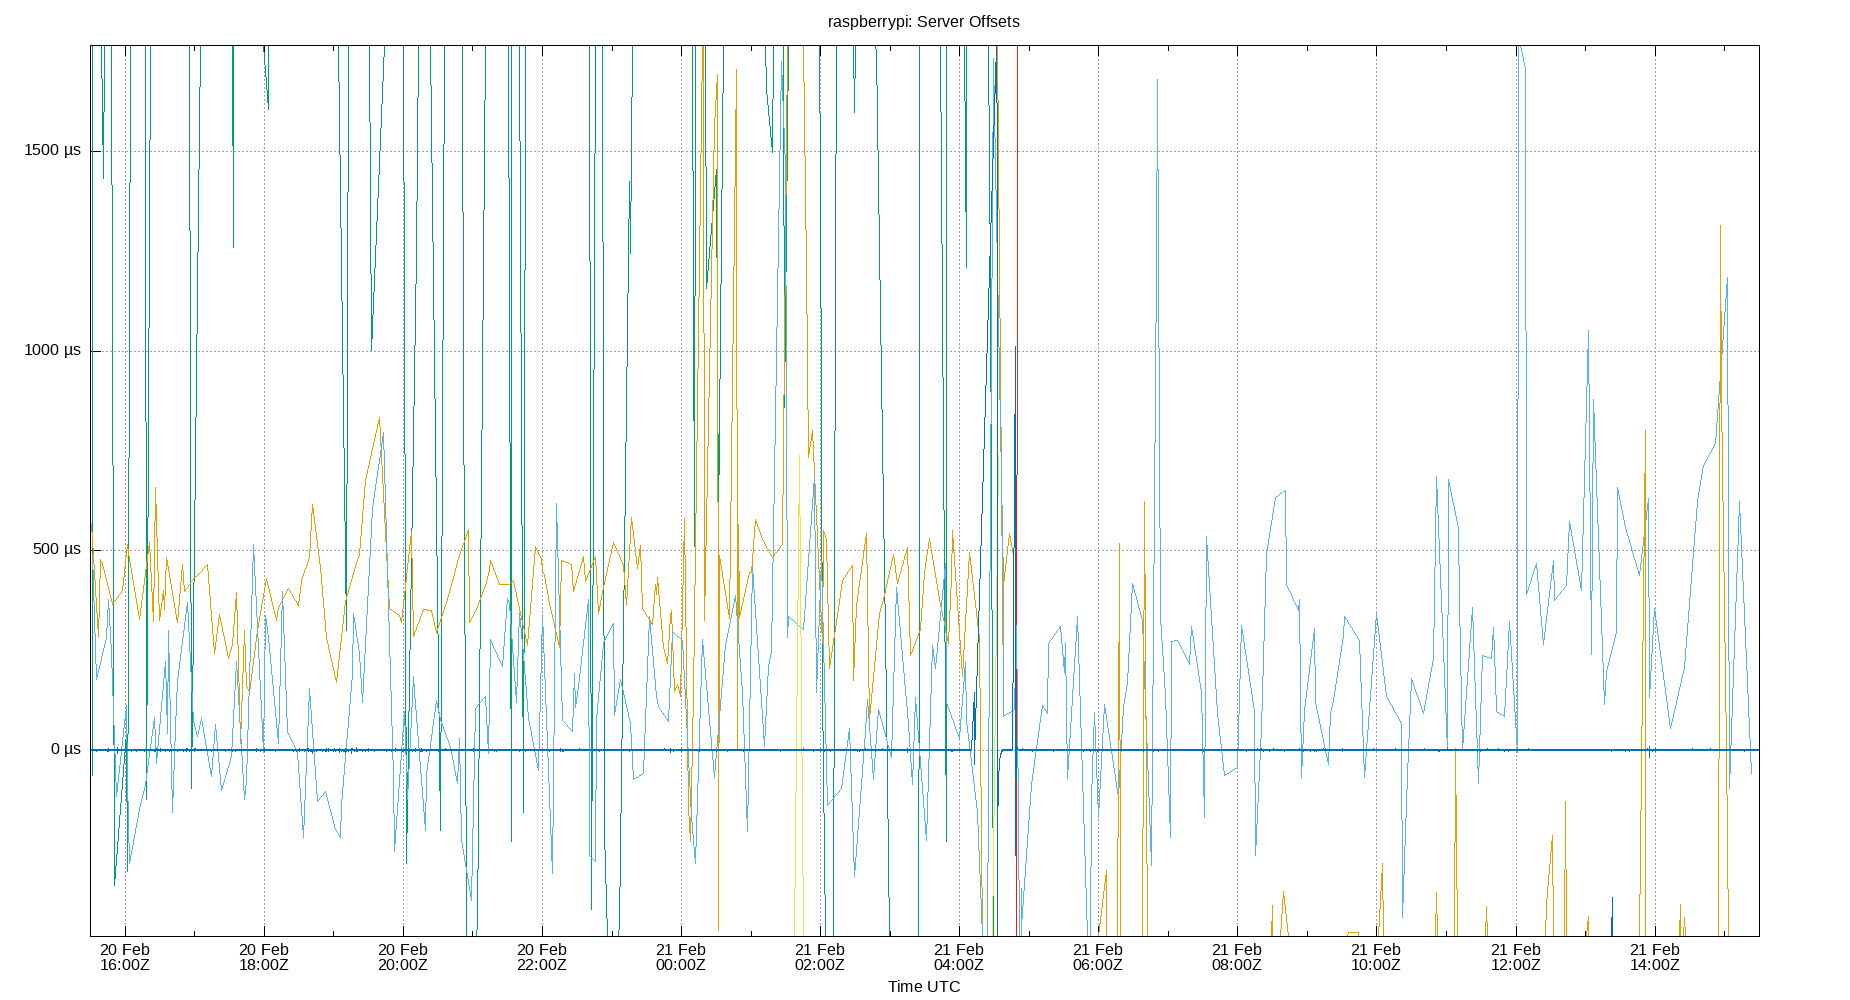 raspberrypi: Server Offsets
1500 µs
1000 µs
500 µs
0 µs
20 Feb 20 Feb 20 Feb 20 Feb 21 Feb 21 Feb 21 Feb 21 Feb 21 Feb 21 Feb 21 Feb 21 Feb
16:00Z 18:00Z 20:00Z 22:00Z 00:00Z 02:00Z 04:00Z 06:00Z 08:00Z 10:00Z 12:00Z 14:00Z
Time UTC